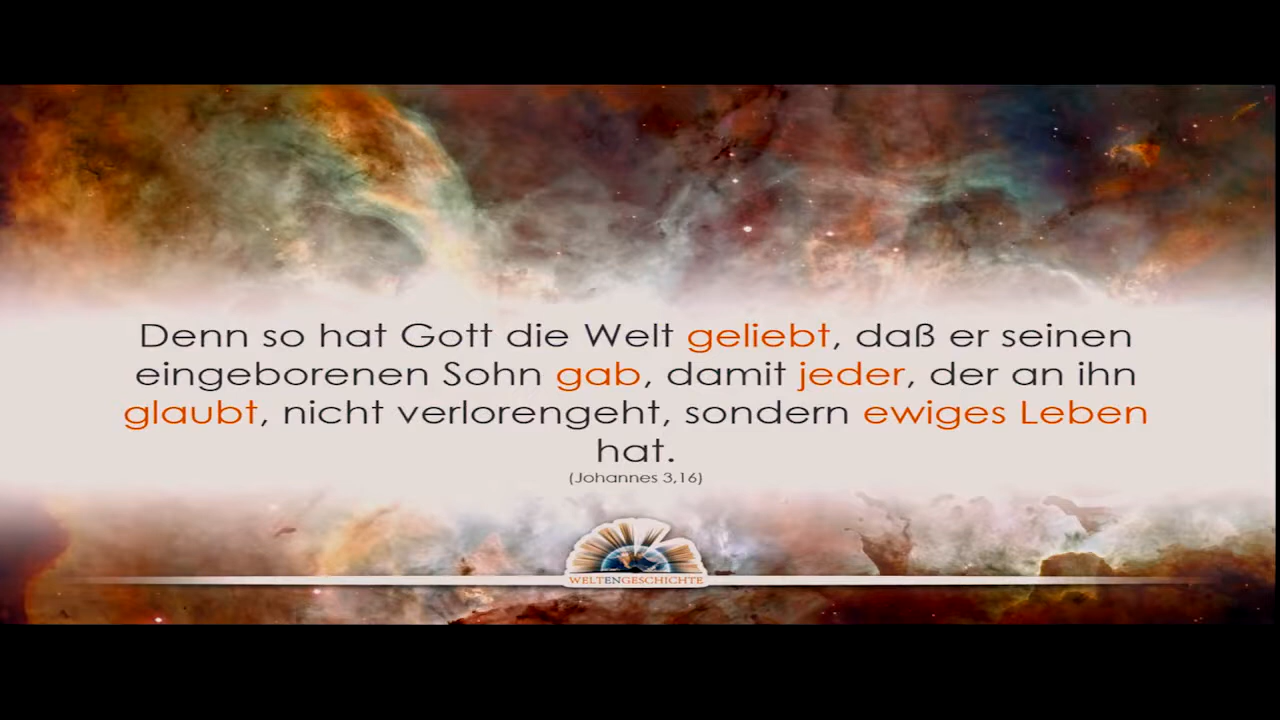 Denn so hat Gott die Welt geliebt, daß er seinen
eingeborenen Sohn gab, damit jeder, der an ihn
glaubt, nicht verlorengeht, sondern ewiges Leben
hat.
(Johannes 3,16)
WELTENGESCHICHTE